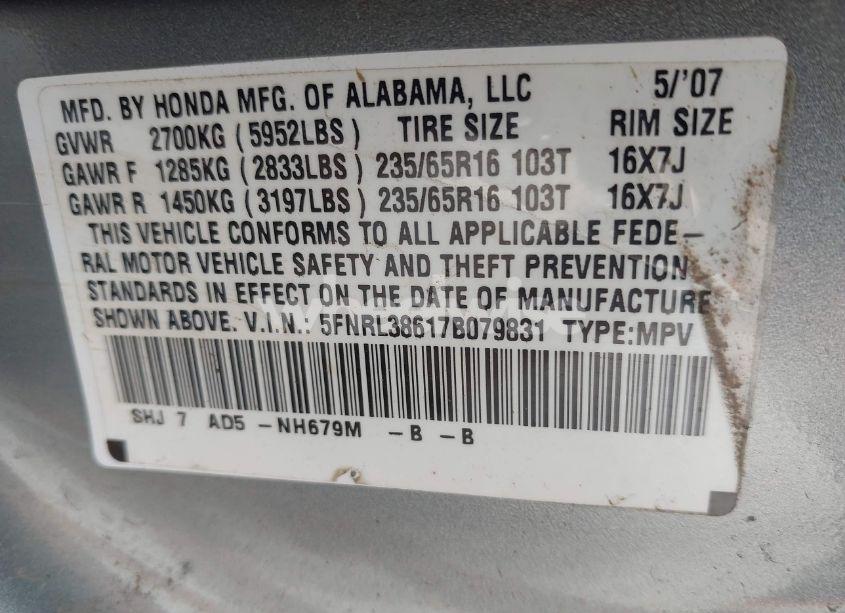 MFD. BY HONDA MFG. OF ALABAMA, LLC 5/'07
GVWR 2700KG (5952LBS) TIRE SIZE RIM SIZE
GAWR F 1285KG (2833LBS) 235/65R16 103T 16X7J
GAWR R 1450KG (3197LBS) 235/65R16 103T 16X7J
THIS VEHICLE CONFORMS TO ALL APPLICABLE FEDE-
RAL MOTOR VEHICLE SAFETY AND THEFT PREVENTION
STANDARDS IN EFFECT ON THE DATE OF MANUFACTURE
SHOWN ABOVE. V.I.N.: 5FNRL38617B079831 TYPE:MPV
SHJ 7 AD5 -NH679M -B -B